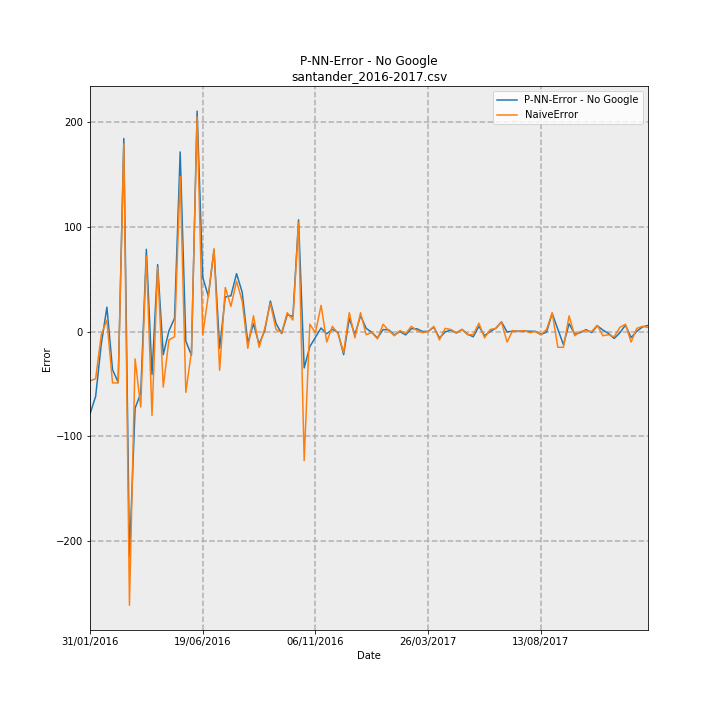 P-NN-Error - No Google
santander_2016-2017.csv
P-NN-Error - No Google
NaiveError
200
100
0
−100
−200
Error
31/01/2016
19/06/2016
06/11/2016
26/03/2017
13/08/2017
Date